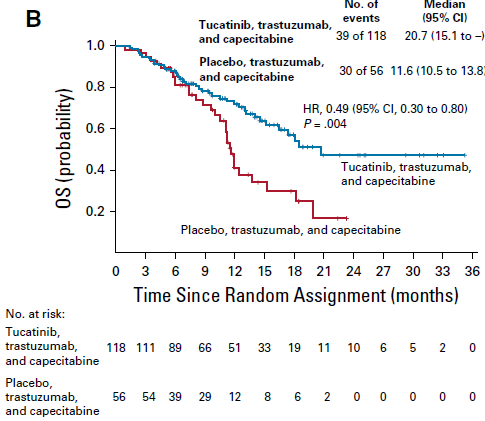 B
No. of events
Median (95% CI)
Tucatinib, trastuzumab, and capecitabine
39 of 118
20.7 (15.1 to –)
Placebo, trastuzumab, and capecitabine
30 of 56
11.6 (10.5 to 13.8)
HR, 0.49 (95% CI, 0.30 to 0.80)
P = .004
OS (probability)
1.0
0.8
0.6
0.4
0.2
Tucatinib, trastuzumab,
and capecitabine
Placebo, trastuzumab, and capecitabine
0 3 6 9 12 15 18 21 24 27 30 33 36
Time Since Random Assignment (months)
No. at risk:
Tucatinib,
trastuzumab,
and capecitabine
118 111 89 66 51 33 19 11 10 6 5 2 0
Placebo,
trastuzumab,
and capecitabine
56 54 39 29 12 8 6 2 0 0 0 0 0